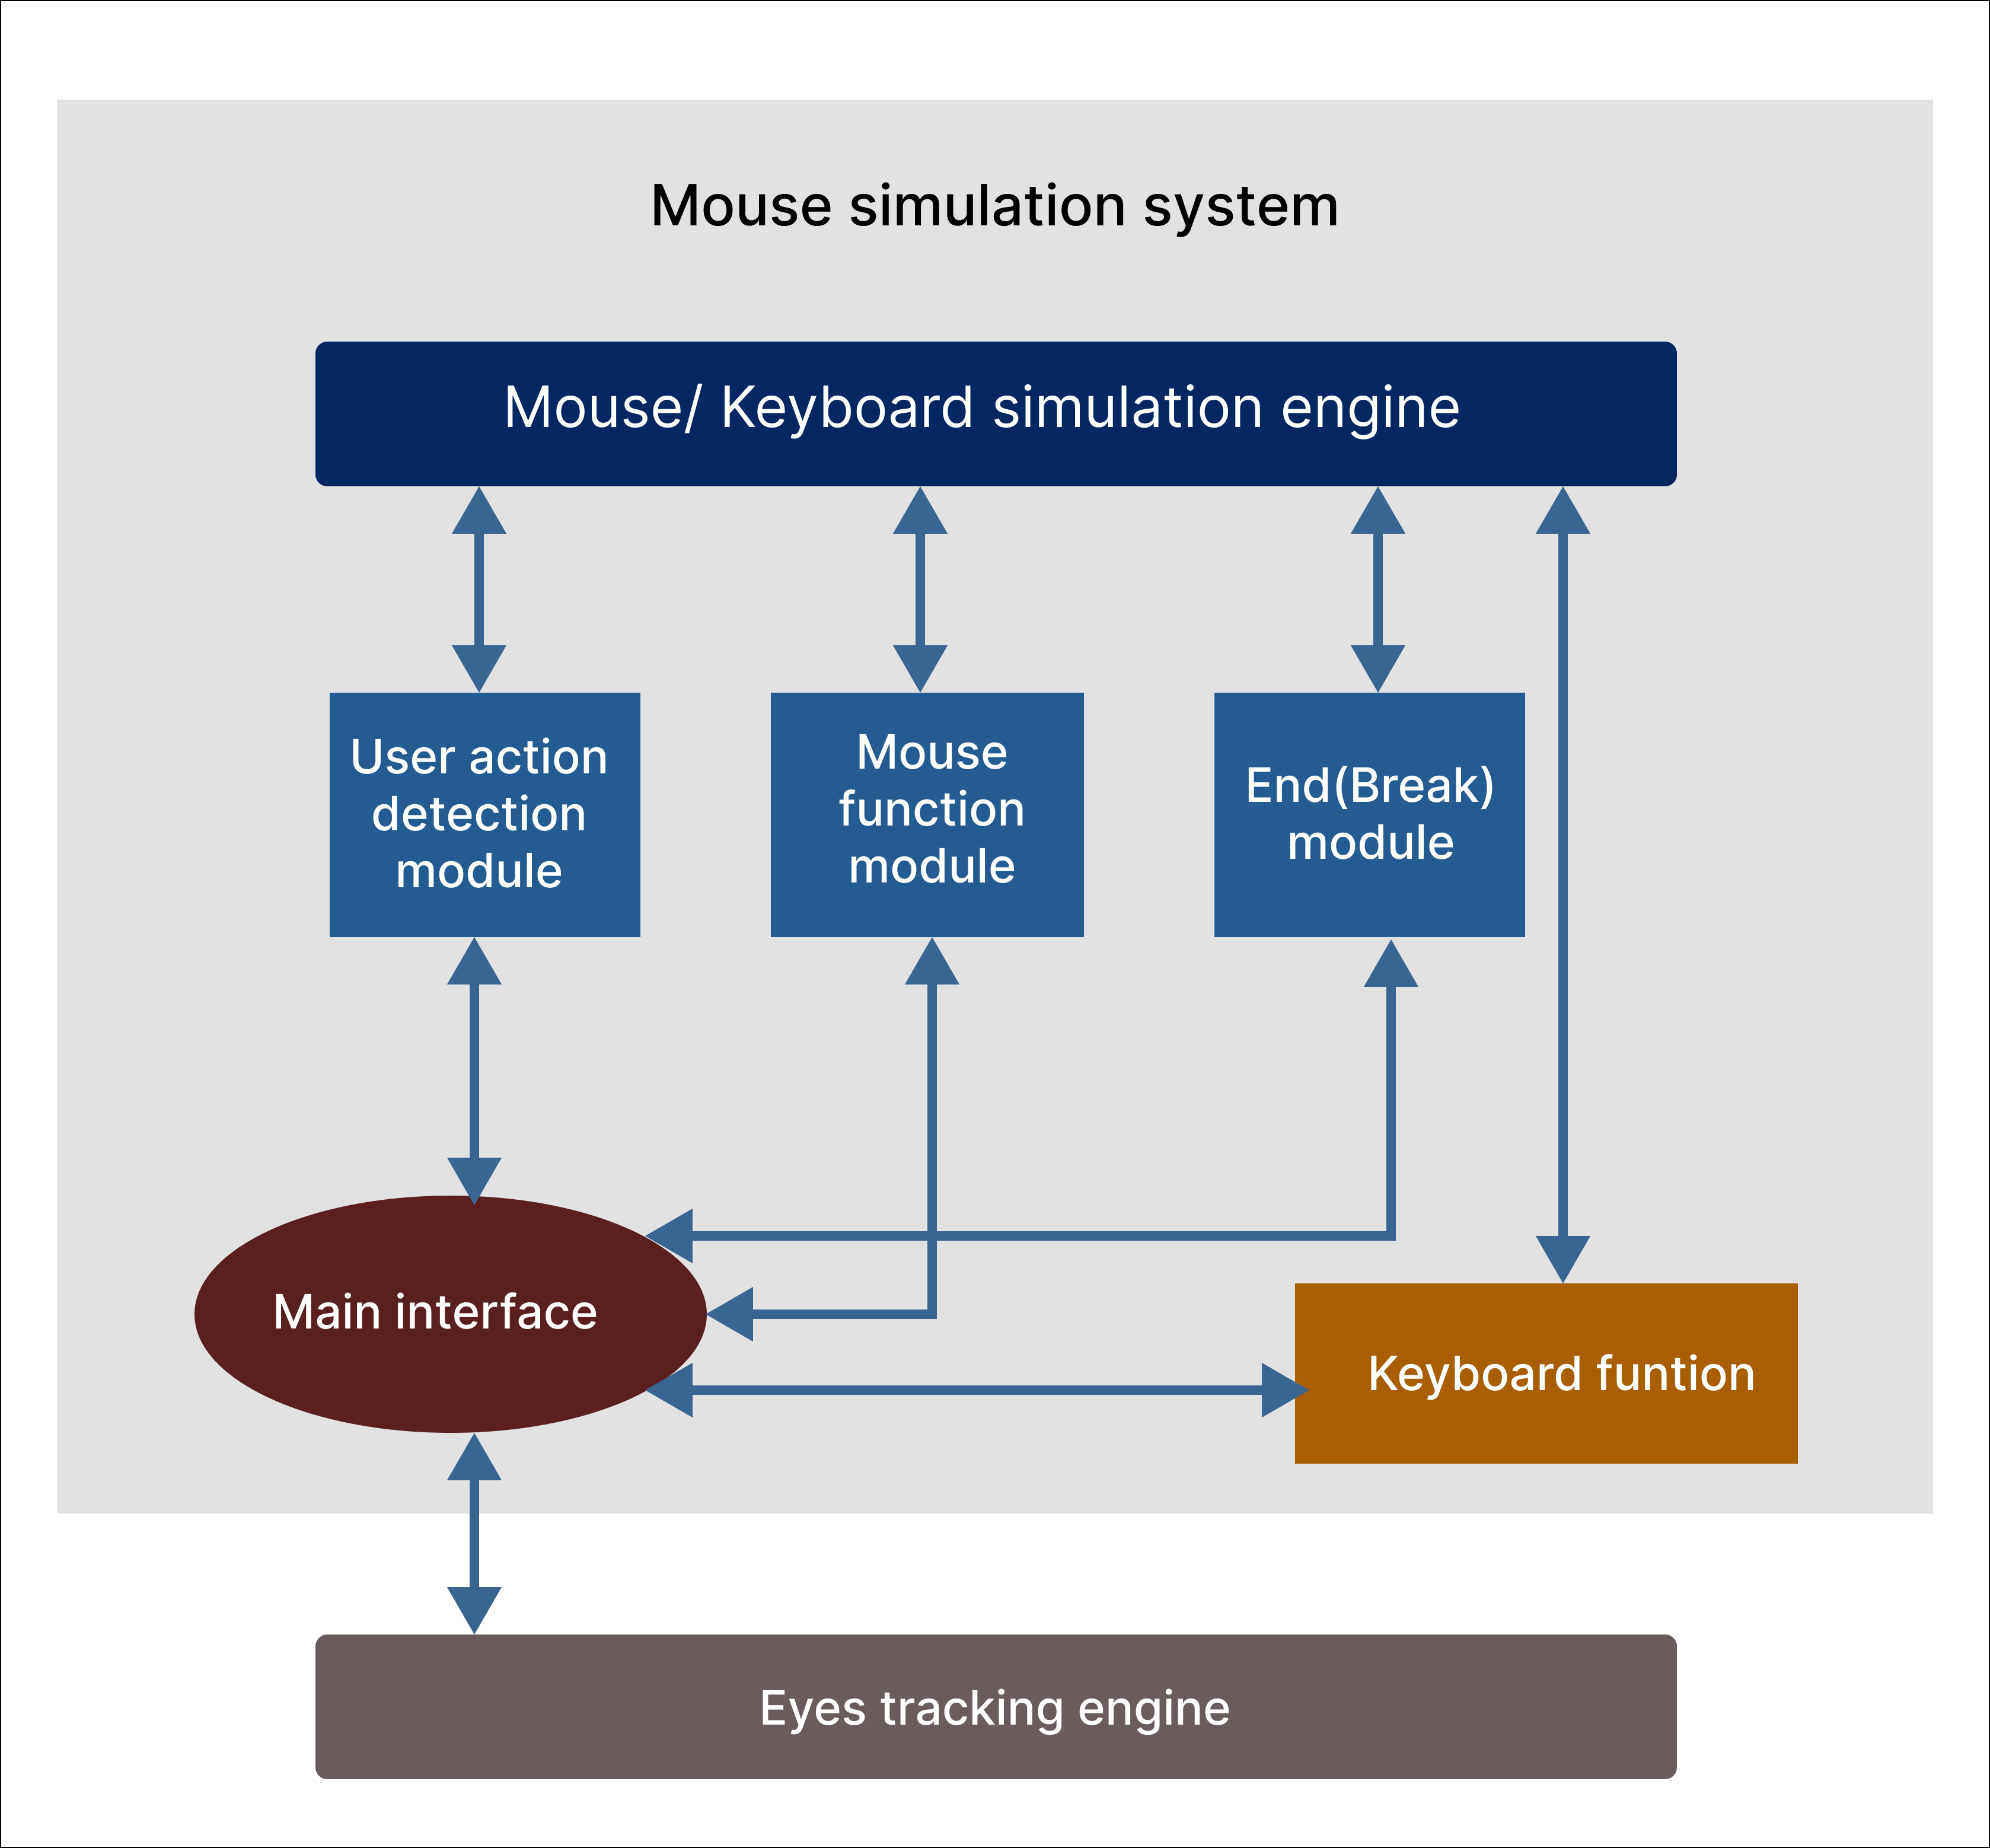 Mouse simulation system
Mouse/ Keyboard simulation engine
User action
detection
module
Mouse
function
module
End(Break)
module
Main interface
Keyboard funtion
Eyes tracking engine